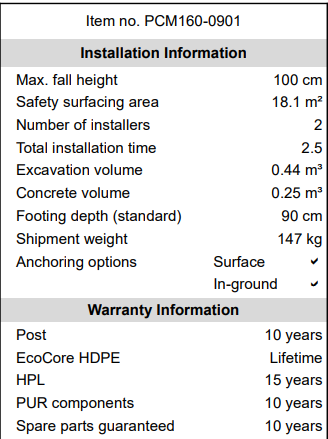 Item no. PCM160-0901
Installation Information
Max. fall height 100 cm
Safety surfacing area 18.1 m²
Number of installers 2
Total installation time 2.5
Excavation volume 0.44 m³
Concrete volume 0.25 m³
Footing depth (standard) 90 cm
Shipment weight 147 kg
Anchoring options Surface ✓
In-ground ✓
Warranty Information
Post 10 years
EcoCore HDPE Lifetime
HPL 15 years
PUR components 10 years
Spare parts guaranteed 10 years